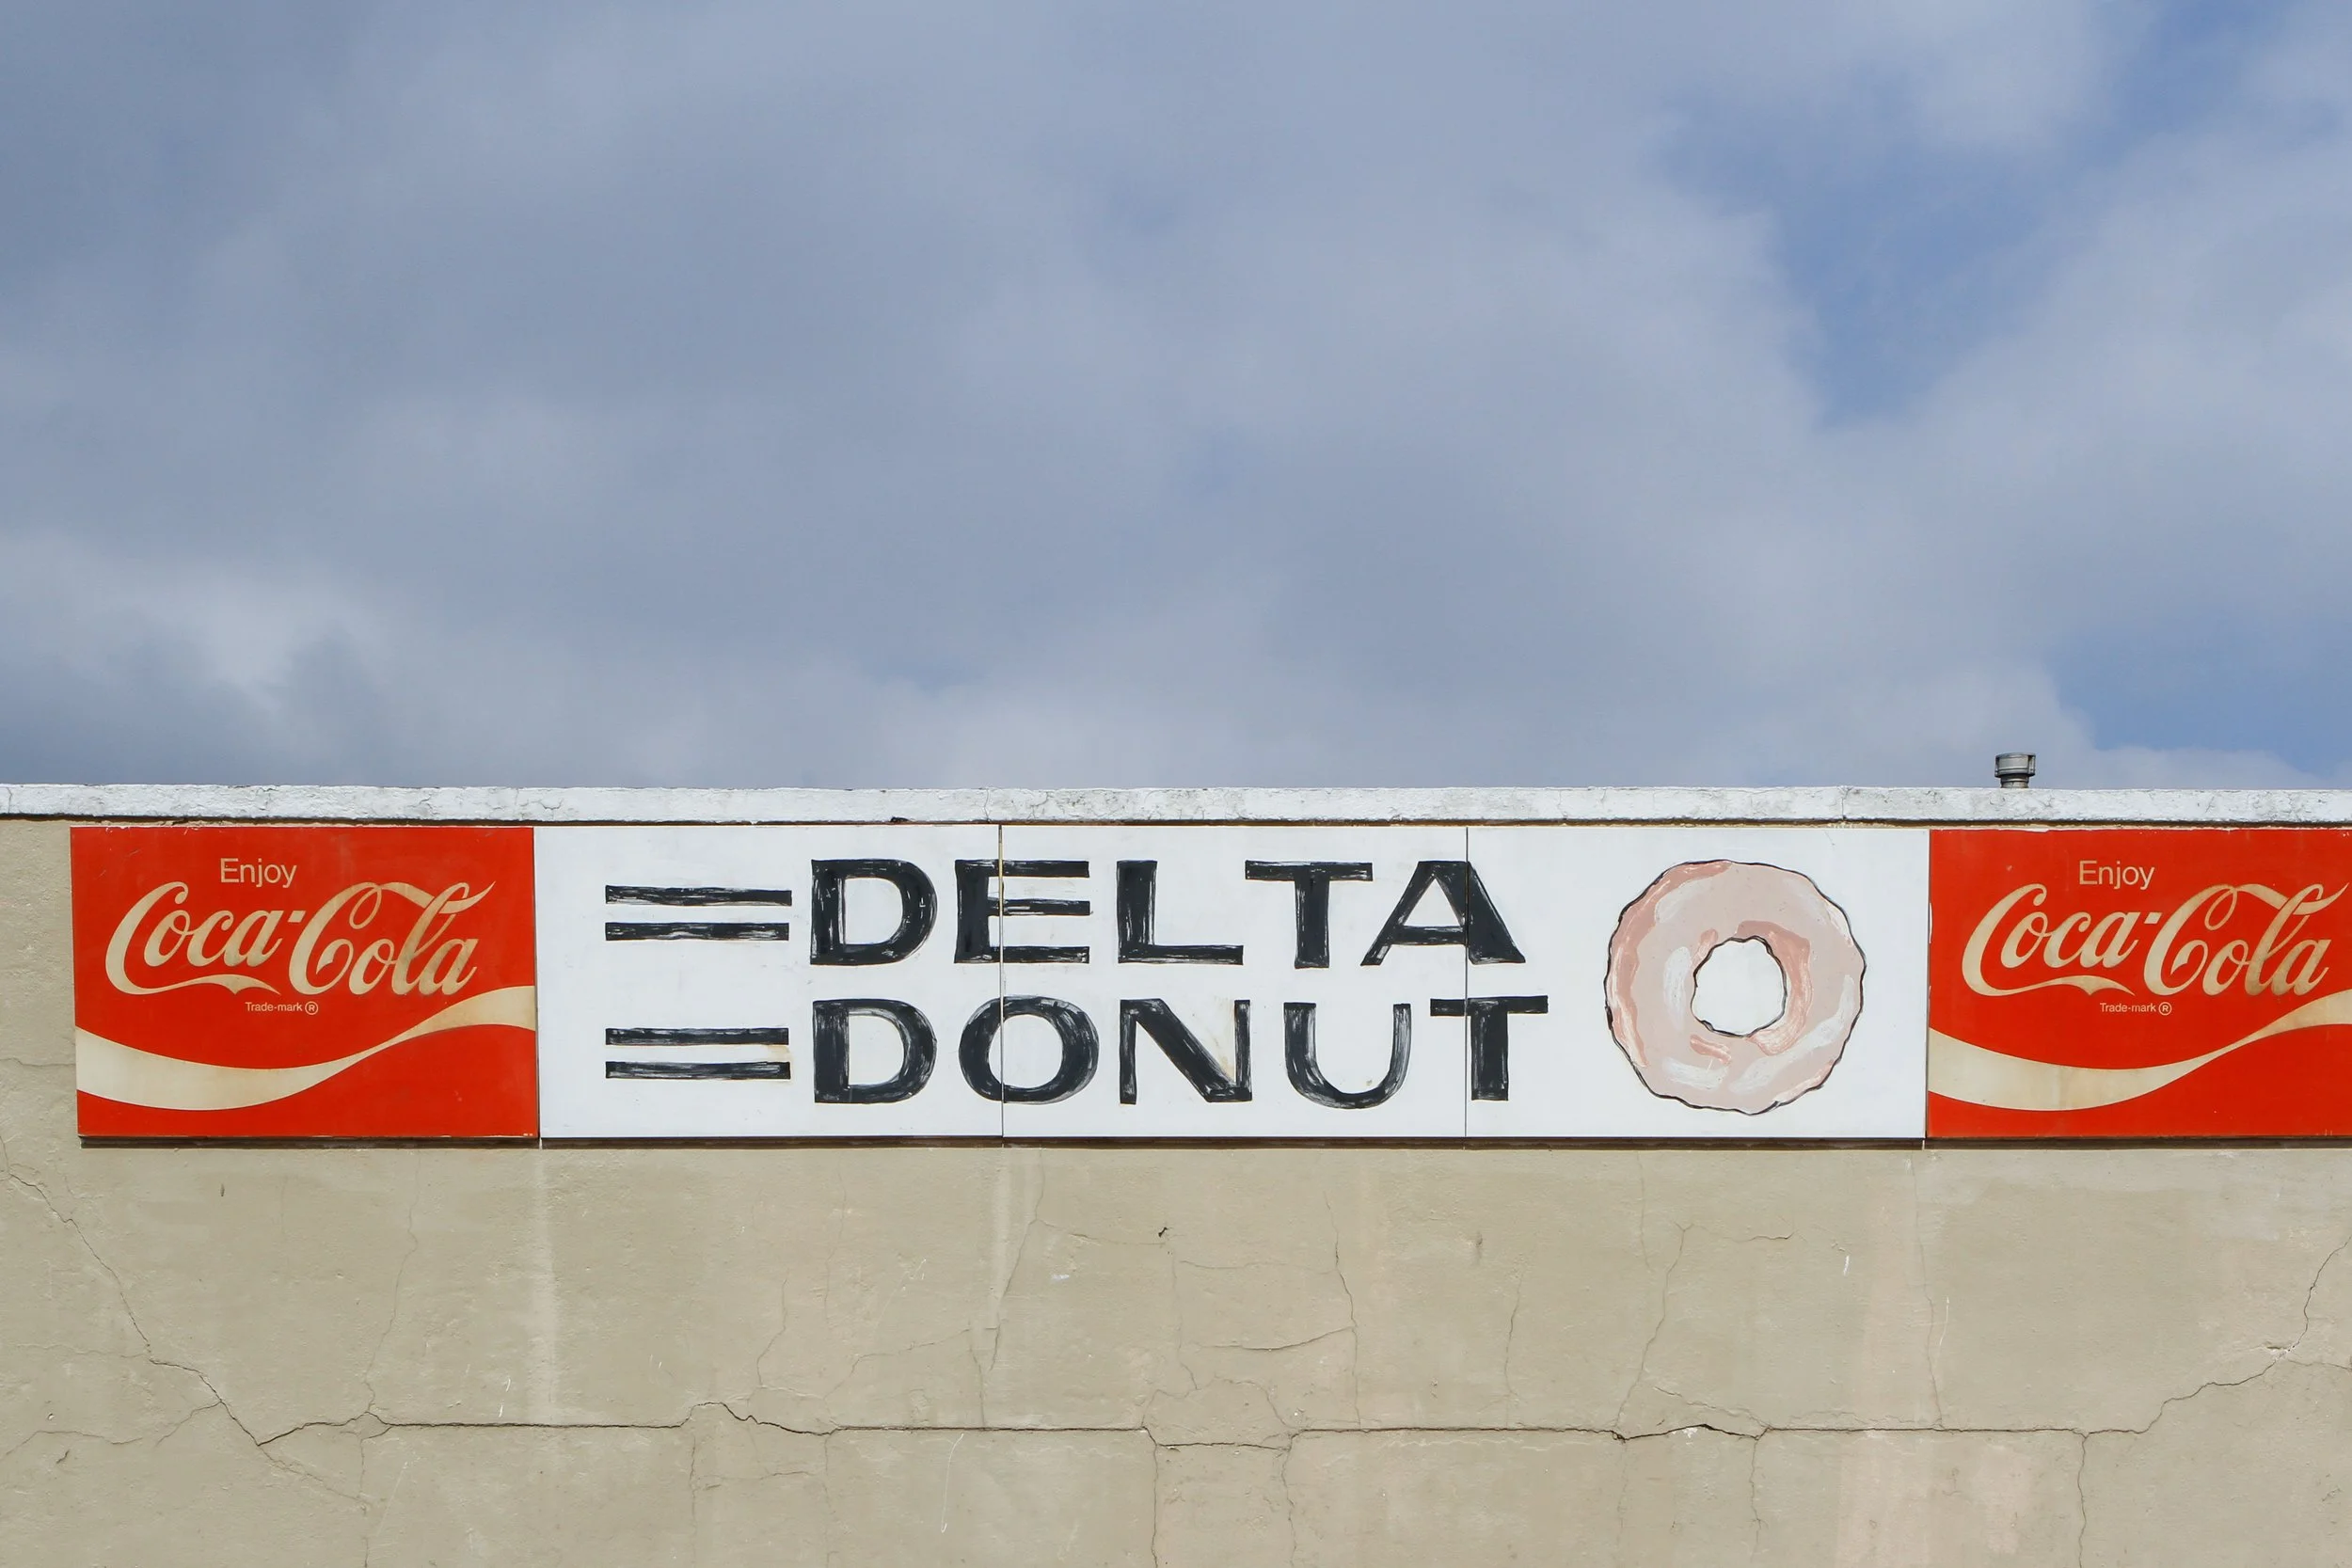 Enjoy
Coca-Cola
Trade-mark ®
DELTA
DONUT
Enjoy
Coca-Cola
Trade-mark ®